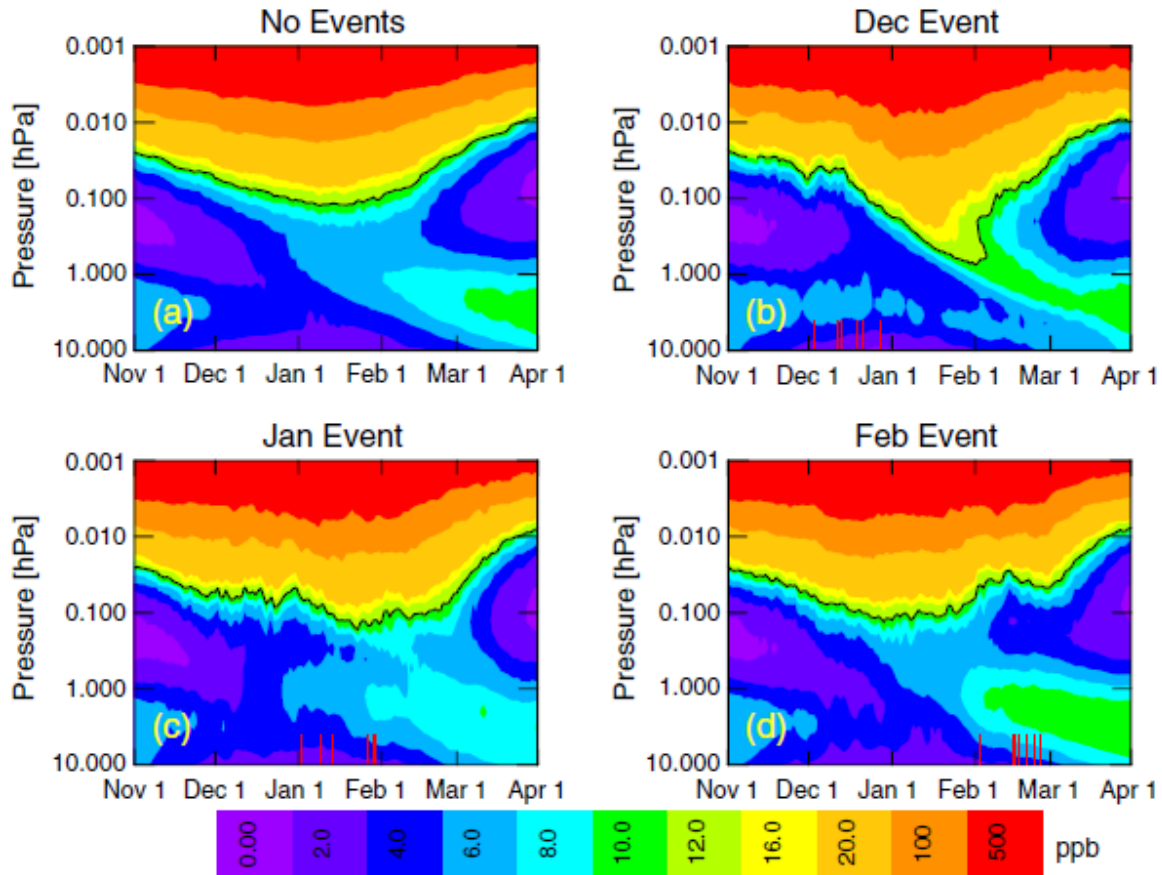 No Events
Dec Event
0.001
0.010
0.100
1.000
10.000
Pressure [hPa]
(a)
Nov 1 Dec 1 Jan 1 Feb 1 Mar 1 Apr 1
0.001
0.010
0.100
1.000
10.000
Pressure [hPa]
(b)
Nov 1 Dec 1 Jan 1 Feb 1 Mar 1 Apr 1
Jan Event
Feb Event
0.001
0.010
0.100
1.000
10.000
Pressure [hPa]
(c)
Nov 1 Dec 1 Jan 1 Feb 1 Mar 1 Apr 1
0.001
0.010
0.100
1.000
10.000
Pressure [hPa]
(d)
Nov 1 Dec 1 Jan 1 Feb 1 Mar 1 Apr 1
0.00 2.0 4.0 6.0 8.0 10.0 12.0 16.0 20.0 100 500 ppb